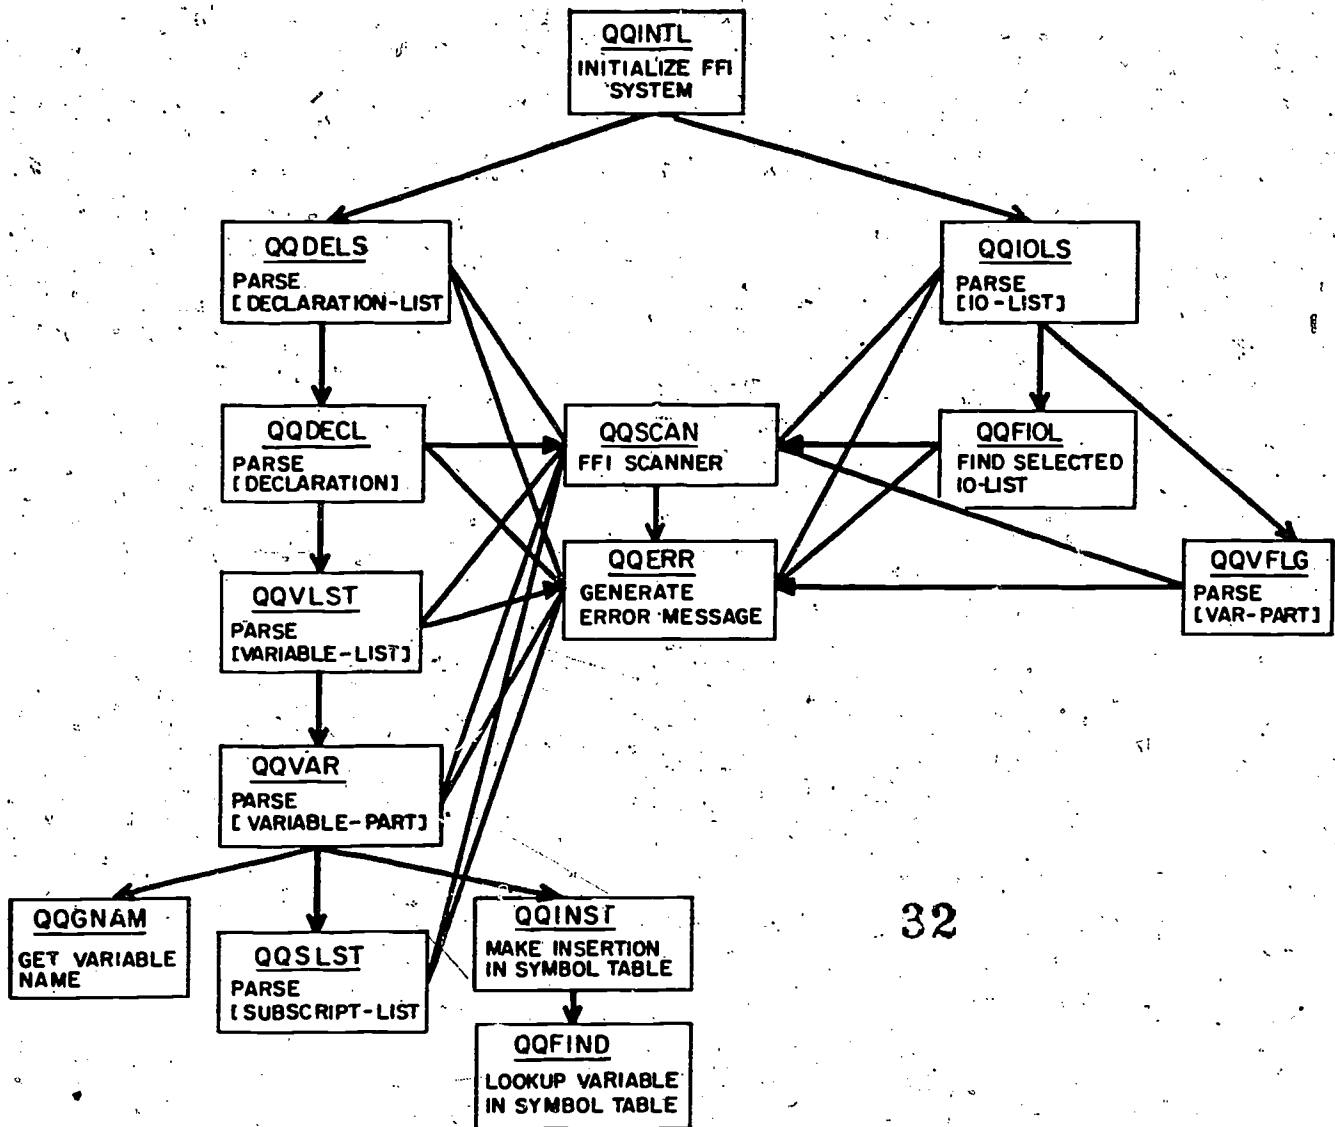 QQINTL
INITIALIZE FFI
SYSTEM
QQDELS
PARSE
[DECLARATION-LIST
QQIOLS
PARSE
[IO-LIST]
QQDECL
PARSE
[DECLARATION]
QQSCAN
FFI SCANNER
QQFIOL
FIND SELECTED
IO-LIST
QQVLST
PARSE
[VARIABLE-LIST]
QQERR
GENERATE
ERROR MESSAGE
QQVFLG
PARSE
[VAR-PART]
QQVAR
PARSE
[VARIABLE-PART]
QQGNAM
GET VARIABLE
NAME
QQSLST
PARSE
[SUBSCRIPT-LIST
QQINST
MAKE INSERTION
IN SYMBOL TABLE
QQFIND
LOOKUP VARIABLE
IN SYMBOL TABLE
32